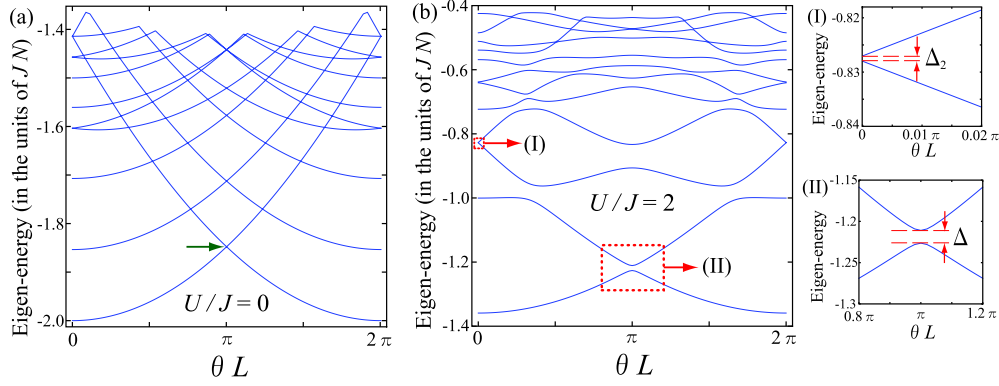 (a)
Eigen-energy (in the units of J N)
-1.4
-1.6
-1.8
-2.0
U / J = 0
0
π
2 π
θ L
(b)
Eigen-energy (in the units of J N)
-0.4
-0.6
-0.8
-1.0
-1.2
-1.4
(I)
U / J = 2
(II)
0
π
2 π
θ L
(I)
Eigen-energy
-0.82
-0.83
-0.84
Δ2
0
0.01 π
0.02 π
θ L
(II)
Eigen-energy
-1.15
-1.2
-1.25
-1.3
Δ
0.8 π
π
1.2 π
θ L